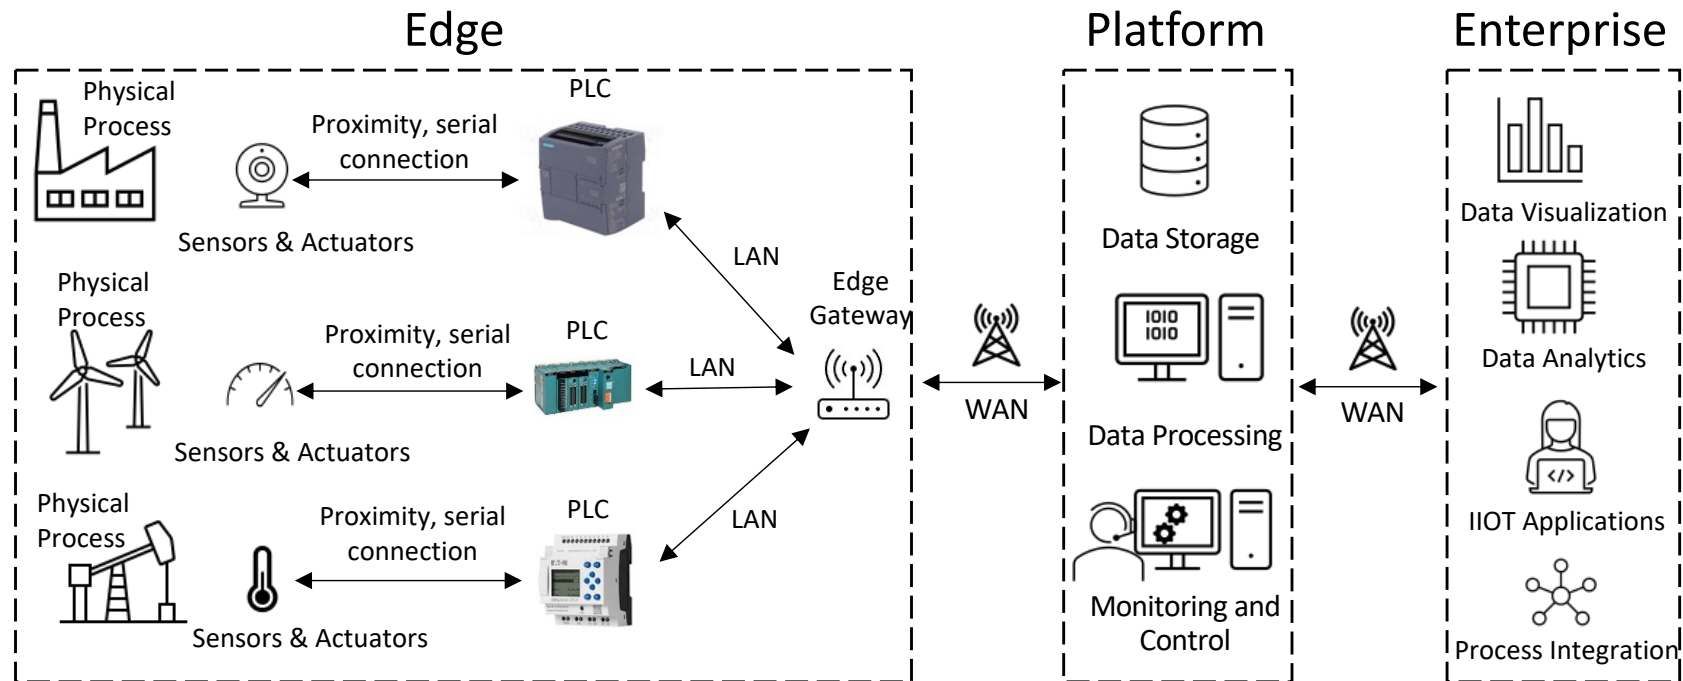 Edge
Platform
Enterprise
Physical
Process
Proximity, serial
connection
PLC
Sensors & Actuators
LAN
Physical
Process
Proximity, serial
connection
PLC
Sensors & Actuators
LAN
Edge
Gateway
Physical
Process
Proximity, serial
connection
PLC
Sensors & Actuators
LAN
WAN
Data Storage
IOIO
IOIO
Data Processing
Monitoring and
Control
WAN
Data Visualization
Data Analytics
</>
IIOT Applications
Process Integration